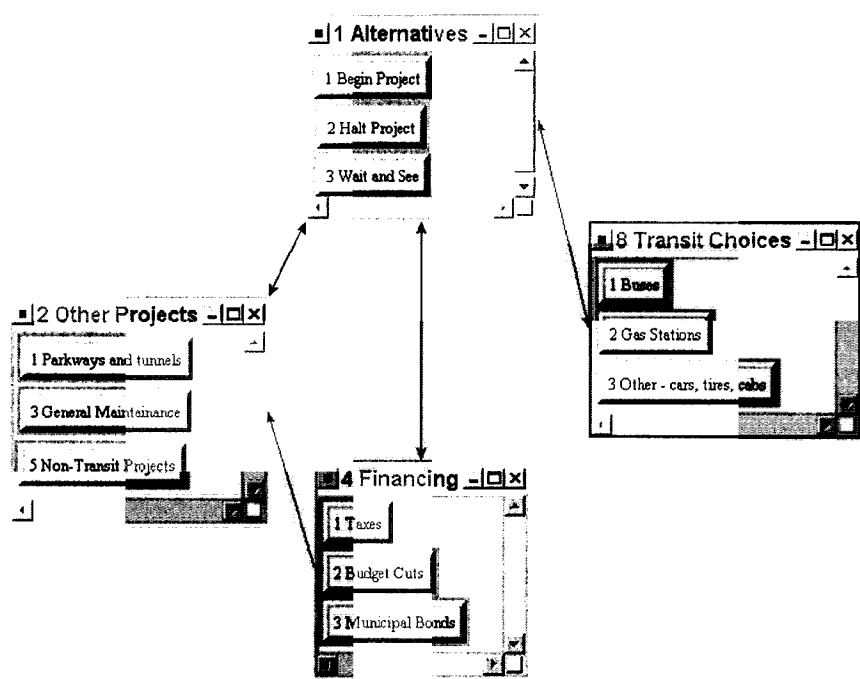 1 Alternatives
1 Begin Project
2 Halt Project
3 Wait and See
8 Transit Choices
1 Buses
2 Gas Stations
3 Other - cars, tires, cabs
2 Other Projects
1 Parkways and tunnels
3 General Maintainance
5 Non-Transit Projects
4 Financing
1 Taxes
2 Budget Cuts
3 Municipal Bonds